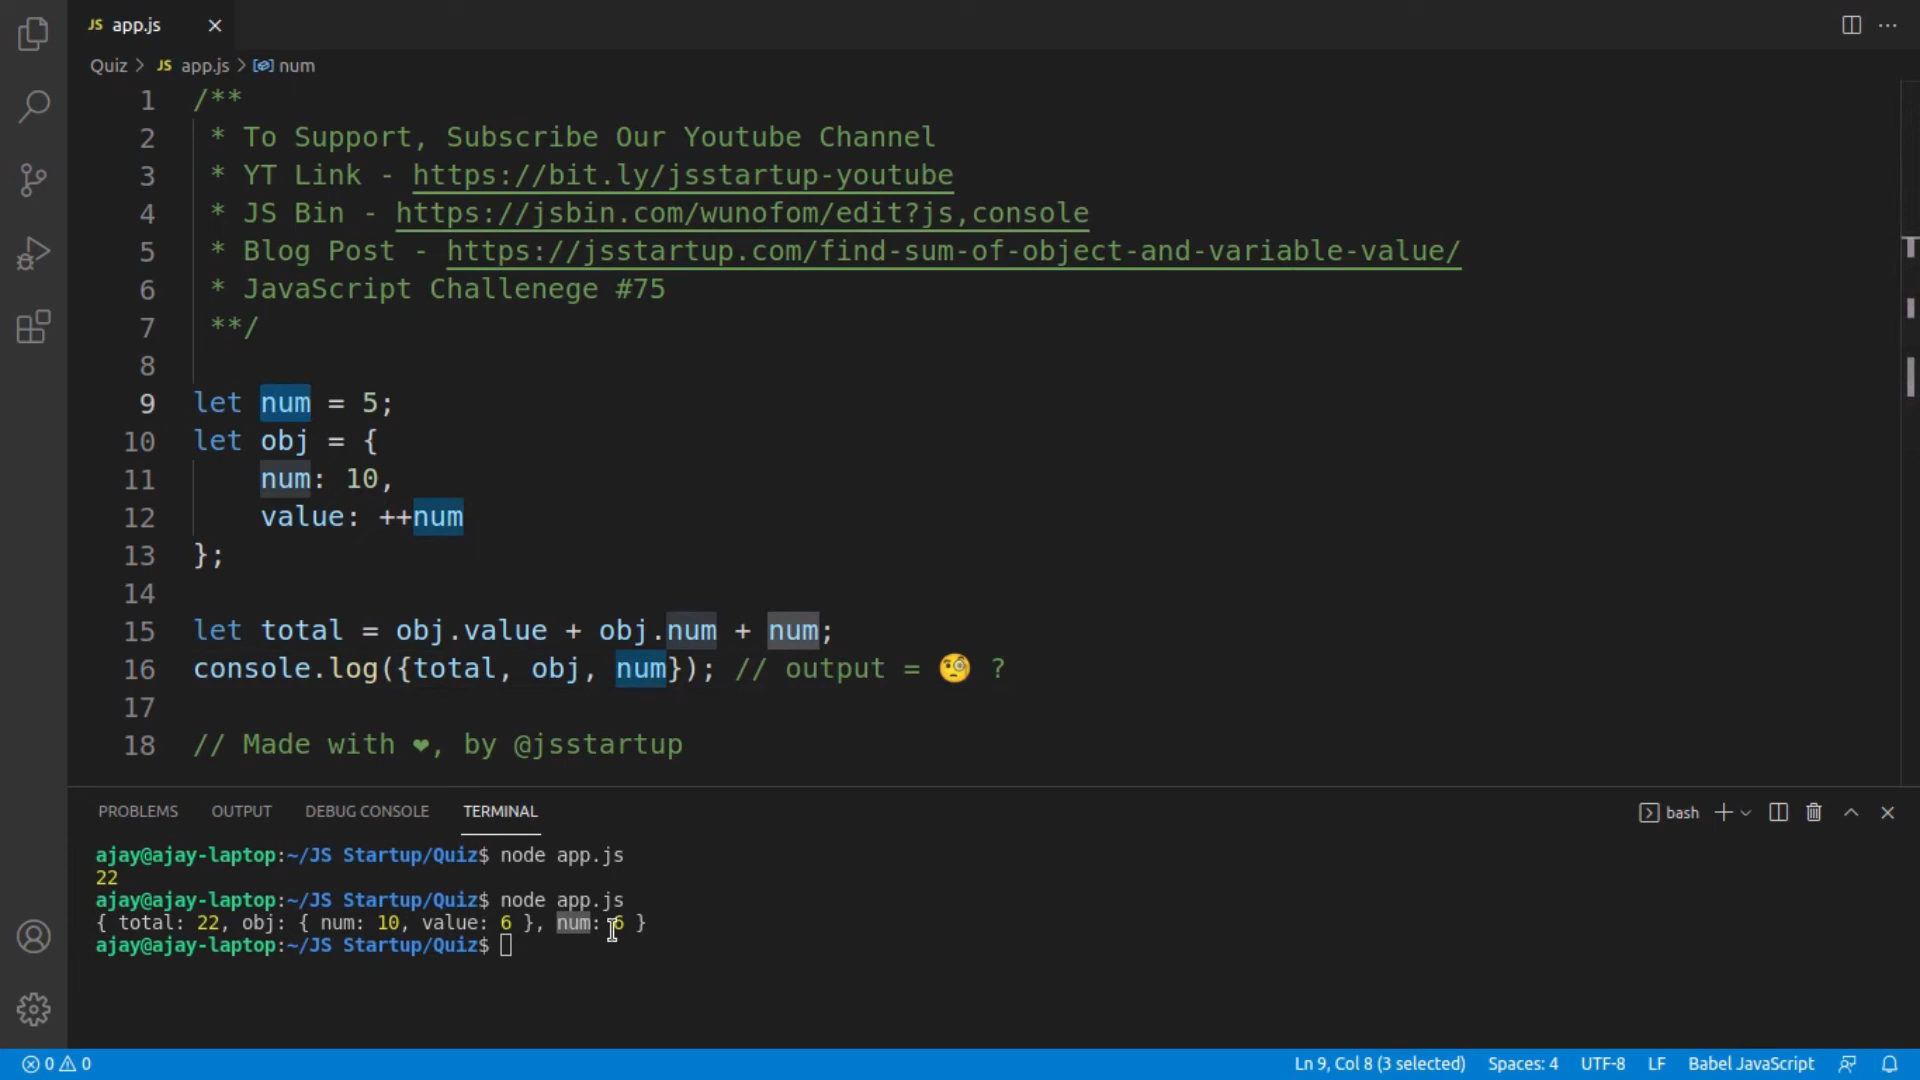 JS app.js
Quiz > JS app.js > num
1 /**
2 * To Support, Subscribe Our Youtube Channel
3 * YT Link - https://bit.ly/jsstartup-youtube
4 * JS Bin - https://jsbin.com/wunofom/edit?js,console
5 * Blog Post - https://jsstartup.com/find-sum-of-object-and-variable-value/
6 * JavaScript Challenege #75
7 **/
8
9 let num = 5;
10 let obj = {
11 num: 10,
12 value: ++num
13 };
14
15 let total = obj.value + obj.num + num;
16 console.log({total, obj, num}); // output = 🧐 ?
17
18 // Made with ❤, by @jsstartup
PROBLEMS OUTPUT DEBUG CONSOLE TERMINAL bash
ajay@ajay-laptop:~/JS Startup/Quiz$ node app.js
22
ajay@ajay-laptop:~/JS Startup/Quiz$ node app.js
{ total: 22, obj: { num: 10, value: 6 }, num: 6 }
ajay@ajay-laptop:~/JS Startup/Quiz$
0 0 Ln 9, Col 8 (3 selected) Spaces: 4 UTF-8 LF Babel JavaScript